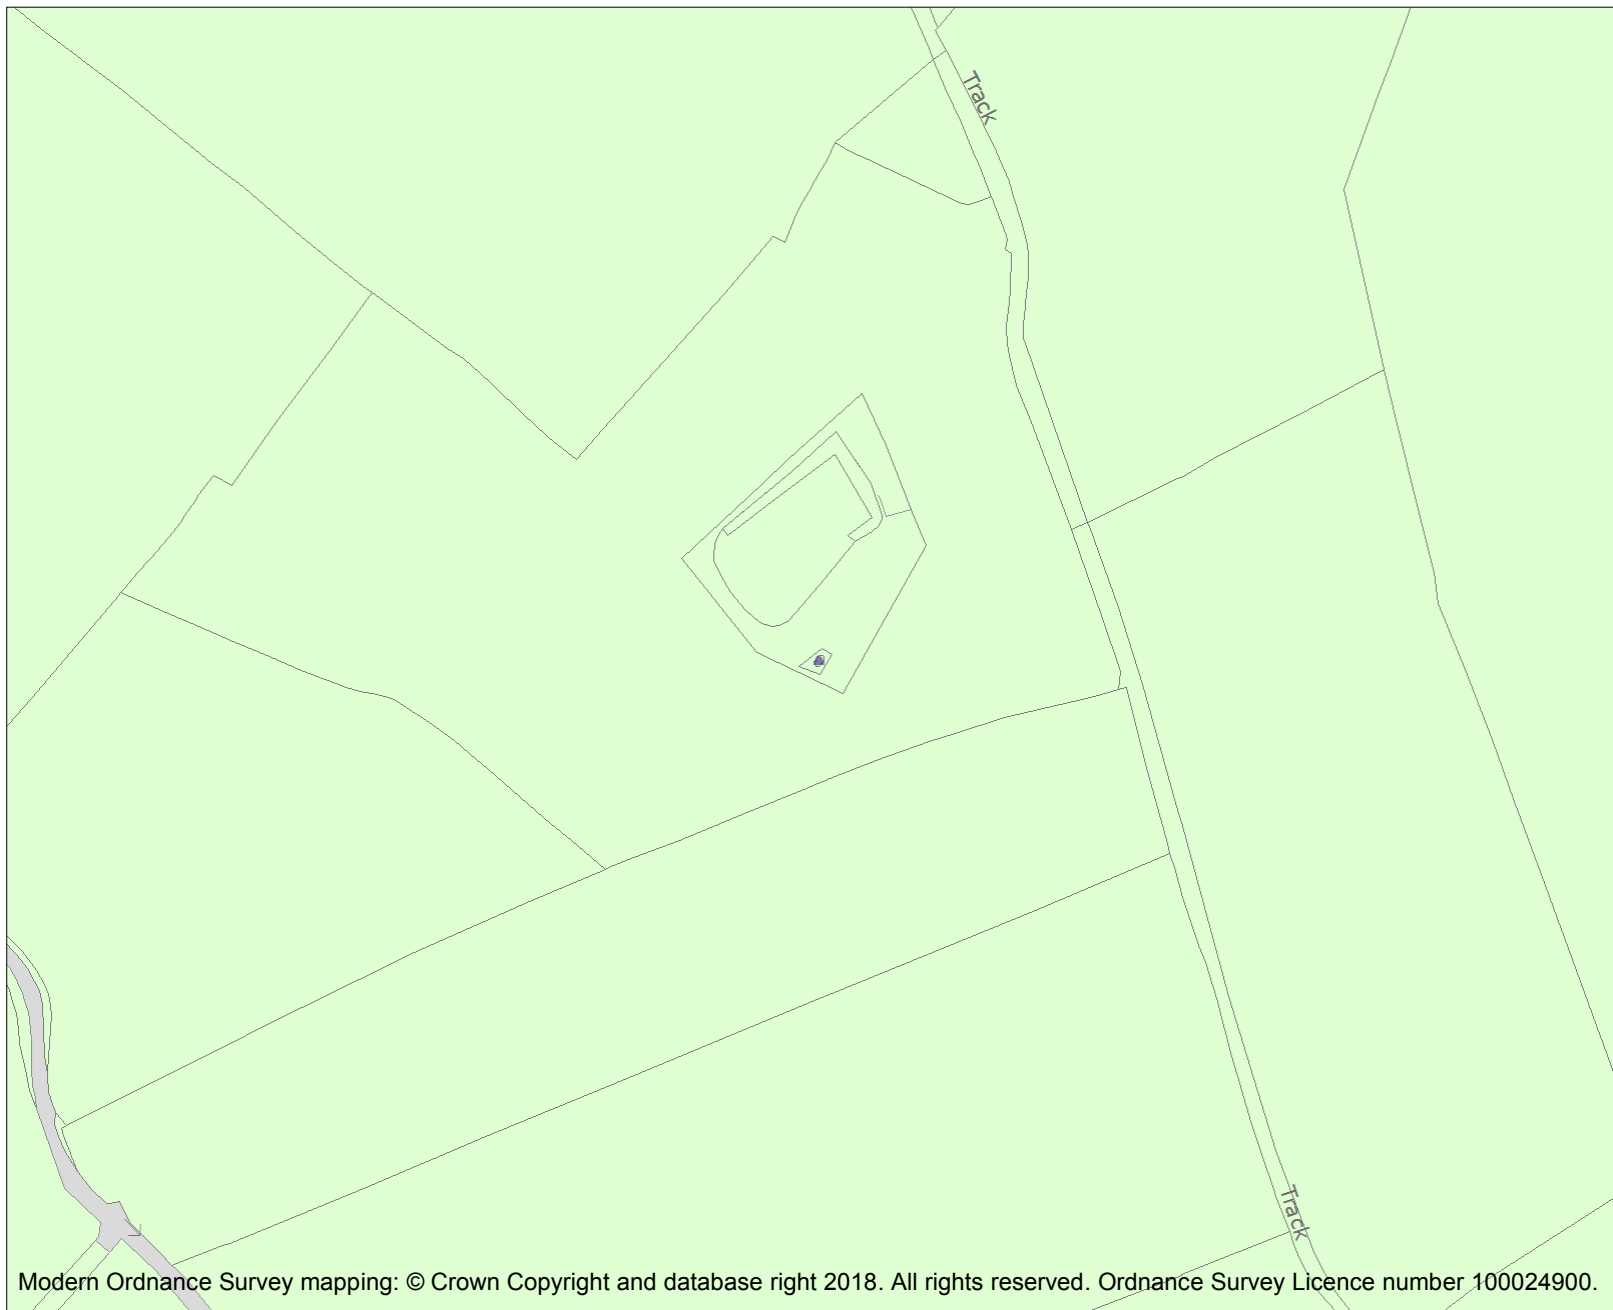 Track
Track
Modern Ordnance Survey mapping: © Crown Copyright and database right 2018. All rights reserved. Ordnance Survey Licence number 100024900.